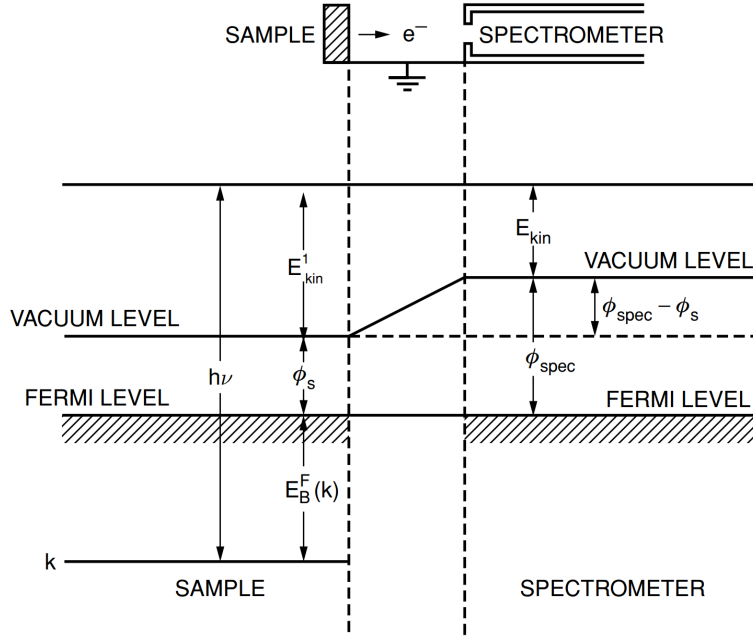 SAMPLE
e⁻
SPECTROMETER
E_kin
E^1_kin
VACUUM LEVEL
VACUUM LEVEL
ϕ_spec − ϕ_s
ϕ_spec
hν
ϕ_s
FERMI LEVEL
FERMI LEVEL
E^F_B(k)
k
SAMPLE
SPECTROMETER